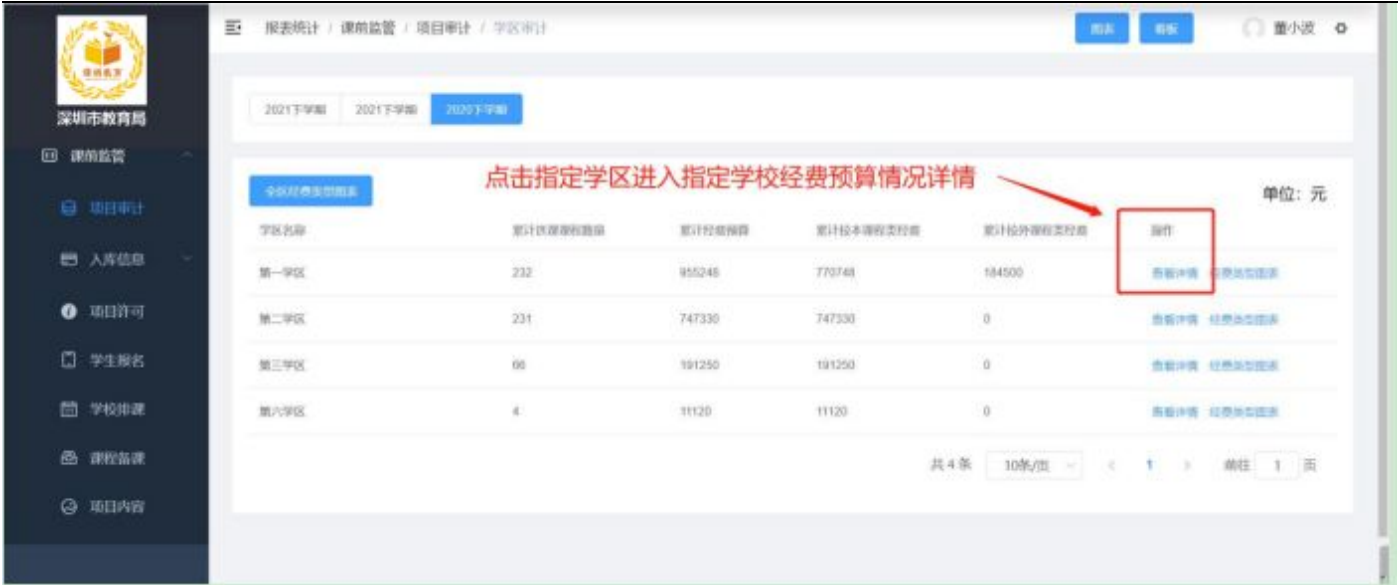 报表统计 / 课前监管 / 项目审计 / 学区审计
图表 看板 董小波
深圳市教育局
2021下学期 2021下学期 2020下学期
课前监管
项目审计
入库信息
项目许可
学生报名
学校排课
课程备课
项目内容
点击指定学区进入指定学校经费预算情况详情
全区经费类型图表
单位：元
学区名称 累计经费预算 累计校本课程类经费 累计校外课程类经费 操作
第一学区 232 955248 770748 184500 查看详情 经费类型图表
第二学区 231 747330 747330 0 查看详情 经费类型图表
第三学区 66 191250 191250 0 查看详情 经费类型图表
第六学区 4 11120 11120 0 查看详情 经费类型图表
共 4 条 10条/页 < 1 > 前往 1 页